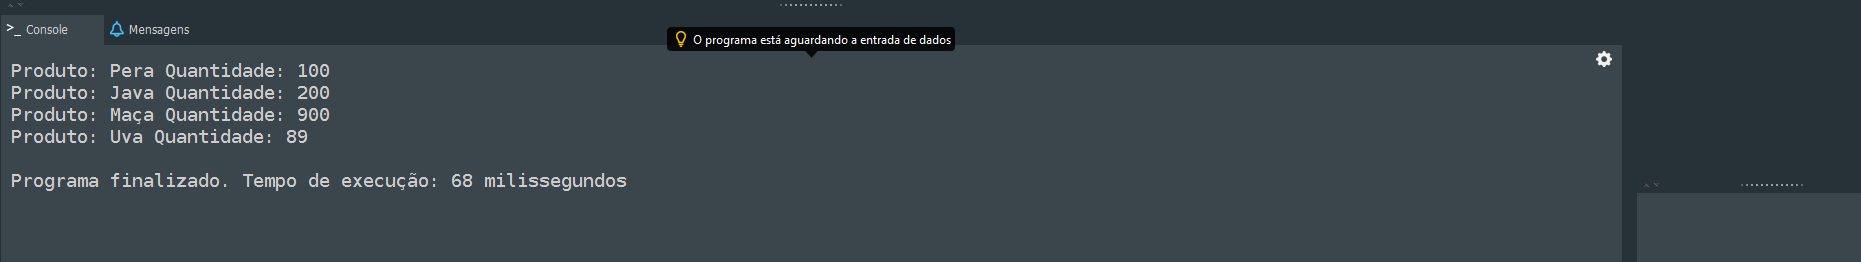 >_ Console
Mensagens
O programa está aguardando a entrada de dados
Produto: Pera Quantidade: 100
Produto: Java Quantidade: 200
Produto: Maça Quantidade: 900
Produto: Uva Quantidade: 89
Programa finalizado. Tempo de execução: 68 milissegundos